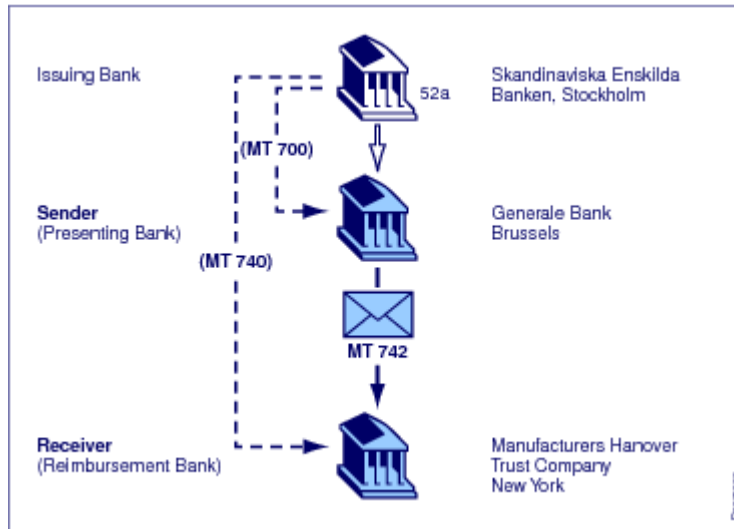 Issuing Bank
52a
Skandinaviska Enskilda
Banken, Stockholm
(MT 700)
Sender
(Presenting Bank)
Generale Bank
Brussels
(MT 740)
MT 742
Receiver
(Reimbursement Bank)
Manufacturers Hanover
Trust Company
New York